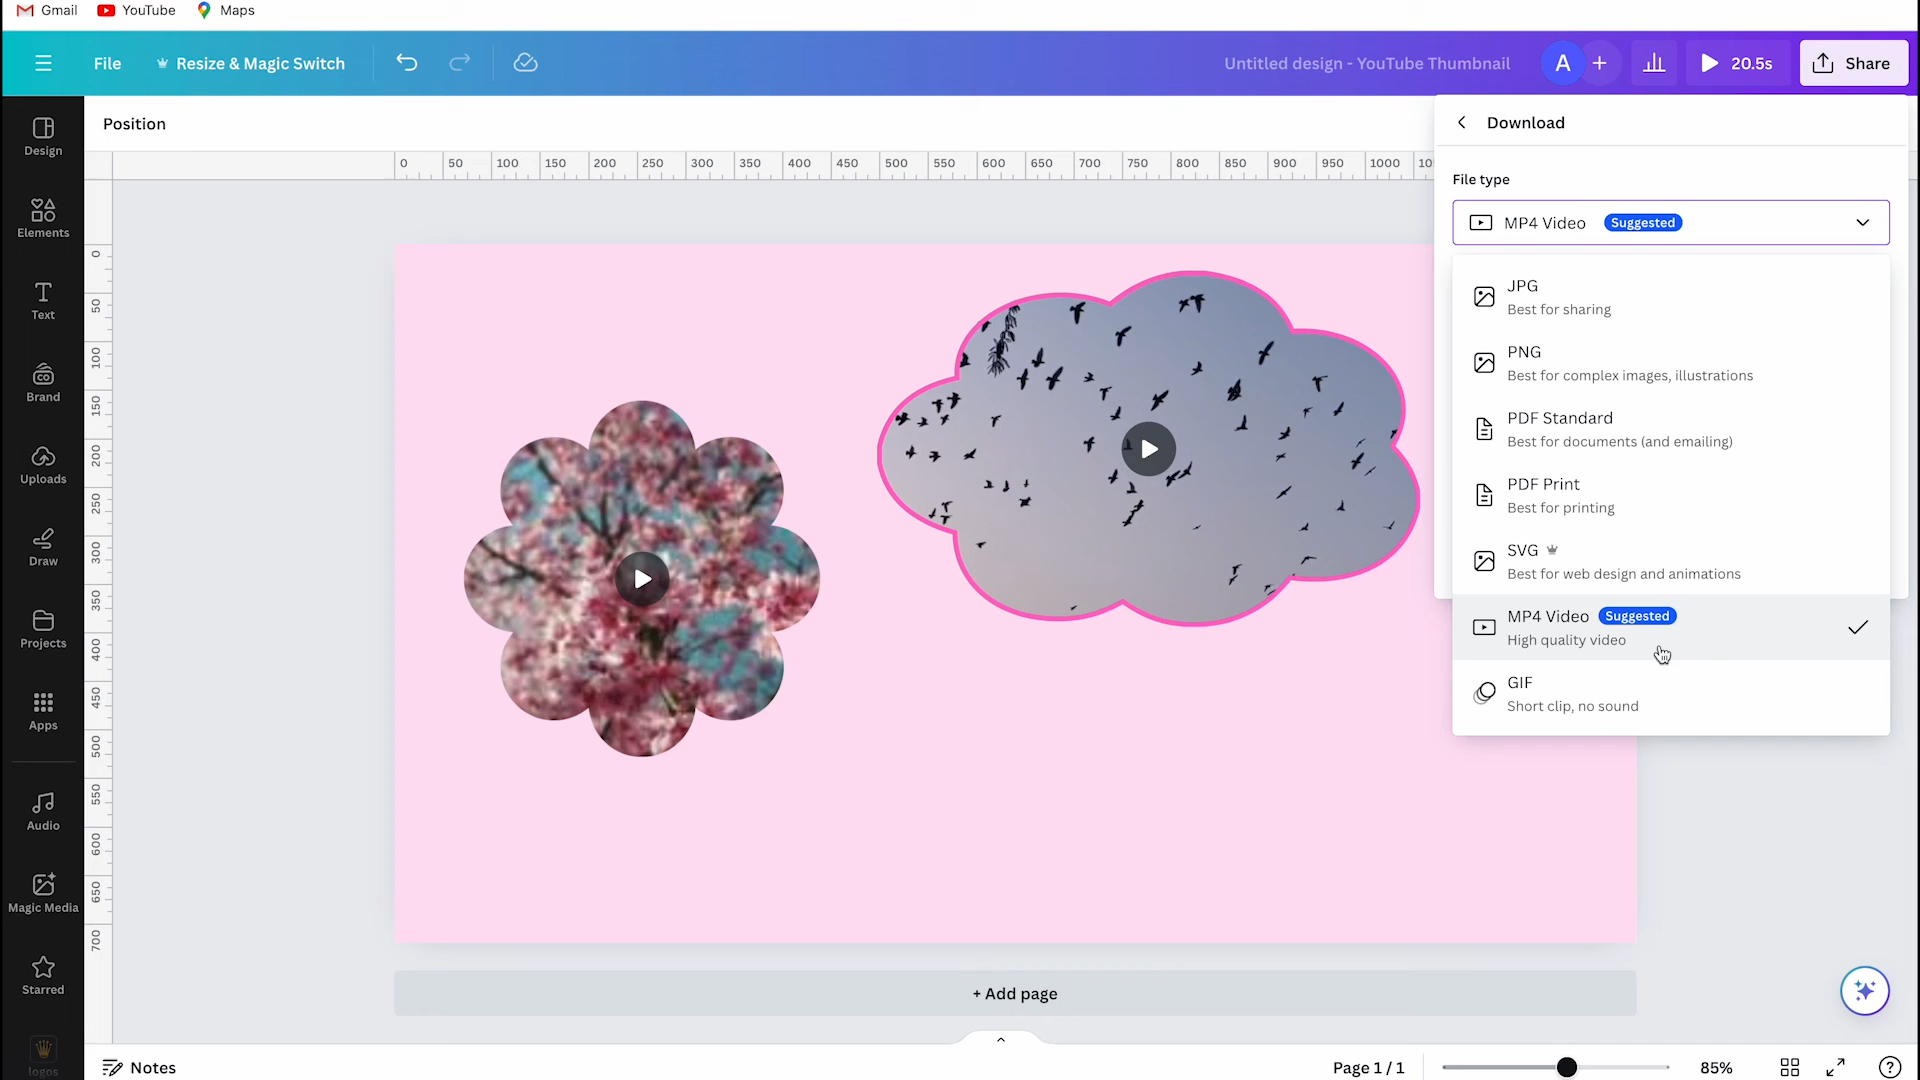 Gmail YouTube Maps
File Resize & Magic Switch Untitled design - YouTube Thumbnail A + 20.5s Share
Position
Download
0 50 100 150 200 250 300 350 400 450 500 550 600 650 700 750 800 850 900 950 1000 10
File type
MP4 Video Suggested
JPG
Best for sharing
PNG
Best for complex images, illustrations
PDF Standard
Best for documents (and emailing)
PDF Print
Best for printing
SVG
Best for web design and animations
MP4 Video Suggested
High quality video
GIF
Short clip, no sound
Design
Elements
Text
Brand
Uploads
Draw
Projects
Apps
Audio
Magic Media
Starred
logos
0
50
100
150
200
250
300
350
400
450
500
550
600
650
700
+ Add page
Notes Page 1 / 1 85%